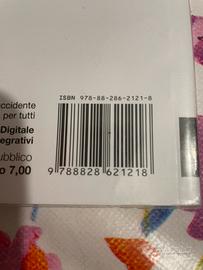 ISBN 978-88-286-2121-8
ccidente
per tutti
Digitale
egrativi
ubblico
o 7,00
9 788828 621218